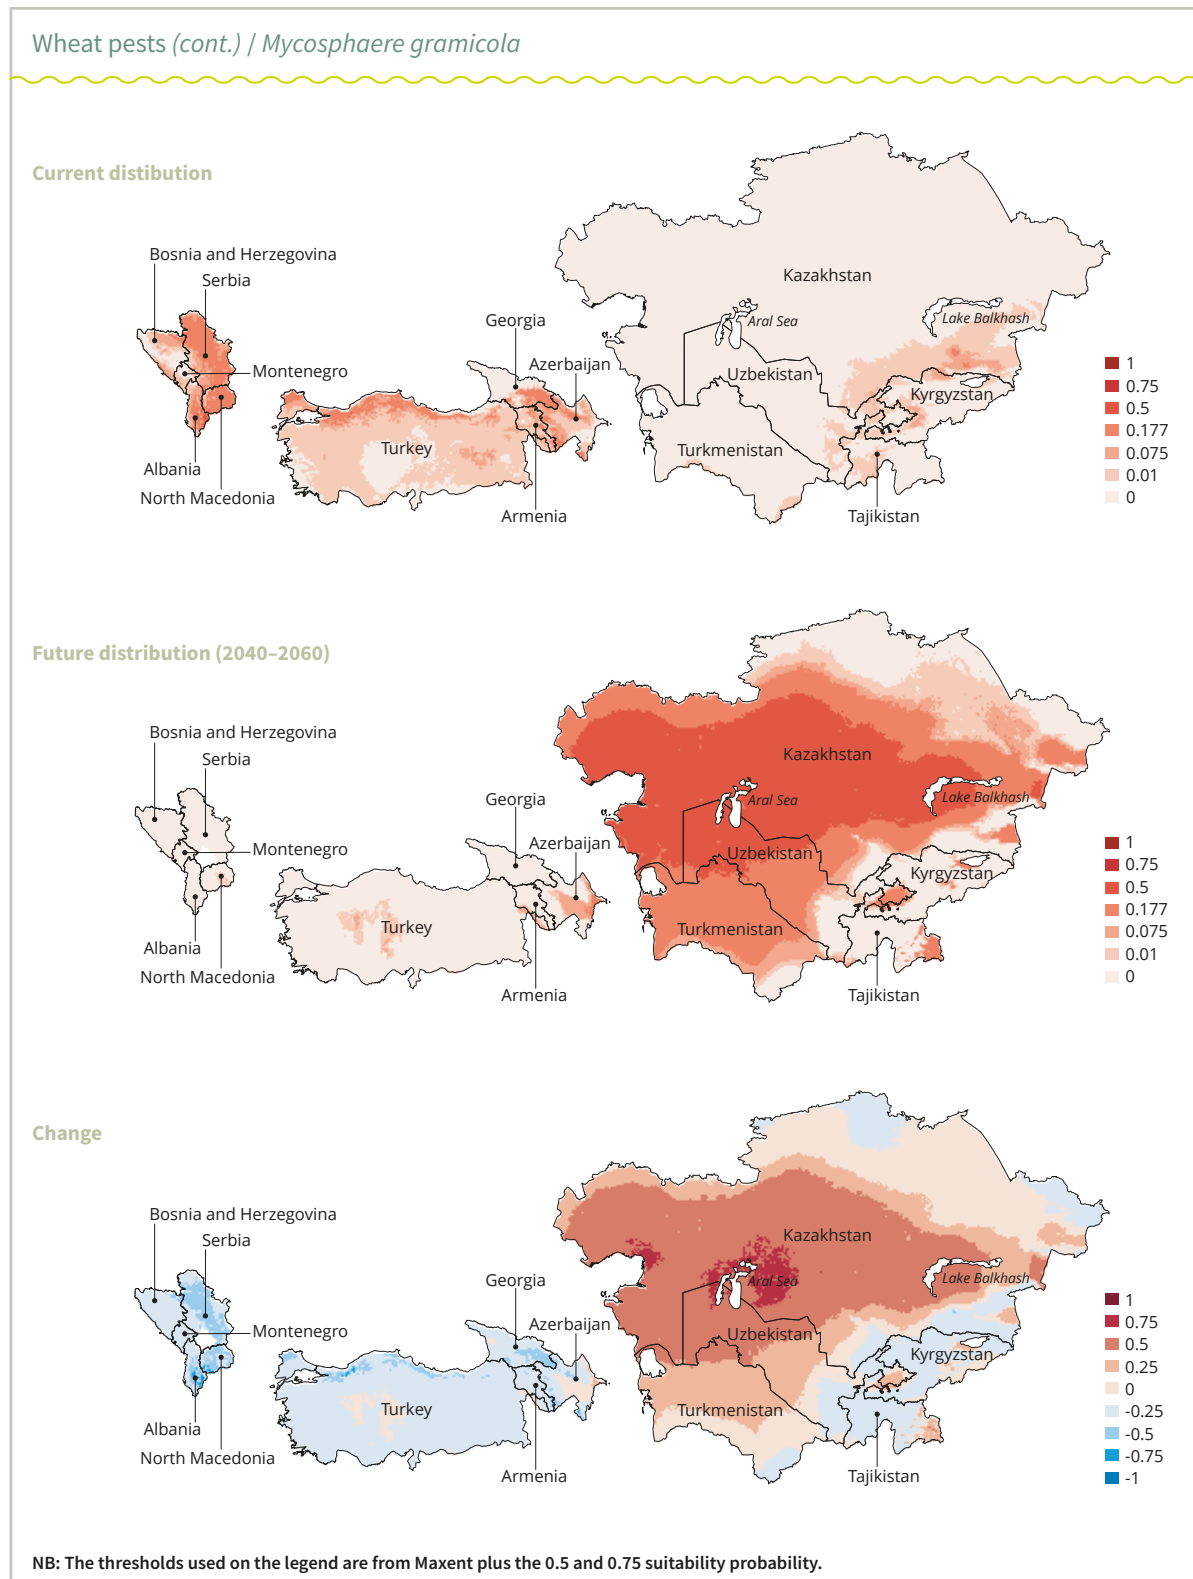 Wheat pests (cont.) / Mycosphaere gramicola
Current distibution
Bosnia and Herzegovina
Serbia
Montenegro
Albania
North Macedonia
Turkey
Georgia
Azerbaijan
Armenia
Kazakhstan
Aral Sea
Lake Balkhash
Uzbekistan
Kyrgyzstan
Turkmenistan
Tajikistan
1
0.75
0.5
0.177
0.075
0.01
0
Future distribution (2040–2060)
Bosnia and Herzegovina
Serbia
Montenegro
Albania
North Macedonia
Turkey
Georgia
Azerbaijan
Armenia
Kazakhstan
Aral Sea
Lake Balkhash
Uzbekistan
Kyrgyzstan
Turkmenistan
Tajikistan
1
0.75
0.5
0.177
0.075
0.01
0
Change
Bosnia and Herzegovina
Serbia
Montenegro
Albania
North Macedonia
Turkey
Georgia
Azerbaijan
Armenia
Kazakhstan
Aral Sea
Lake Balkhash
Uzbekistan
Kyrgyzstan
Turkmenistan
Tajikistan
1
0.75
0.5
0.25
0
-0.25
-0.5
-0.75
-1
NB: The thresholds used on the legend are from Maxent plus the 0.5 and 0.75 suitability probability.